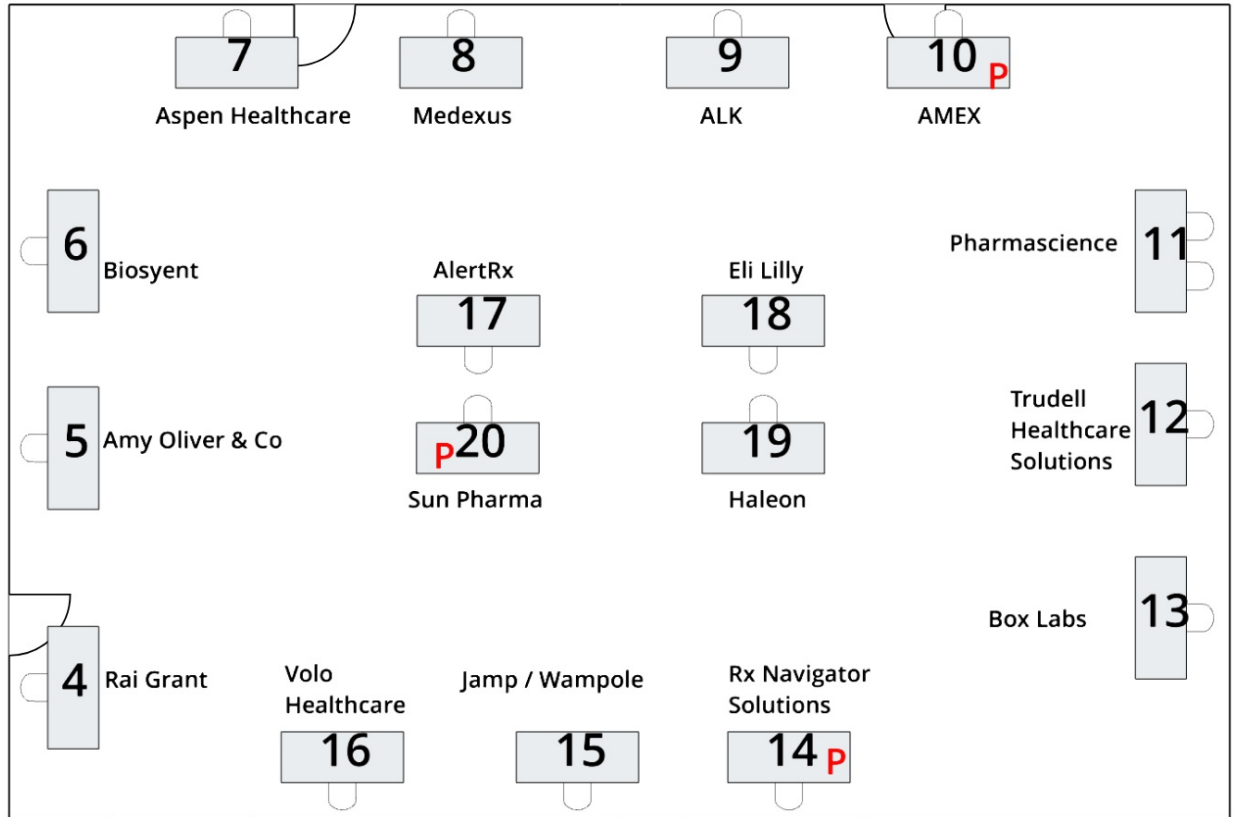 7
8
9
10 P
Aspen Healthcare
Medexus
ALK
AMEX
6
Biosyent
Pharmascience
11
AlertRx
Eli Lilly
17
18
5
Amy Oliver & Co
Trudell
Healthcare
Solutions
12
P20
19
Sun Pharma
Haleon
Box Labs
13
4
Rai Grant
Volo
Healthcare
Jamp / Wampole
Rx Navigator
Solutions
16
15
14 P